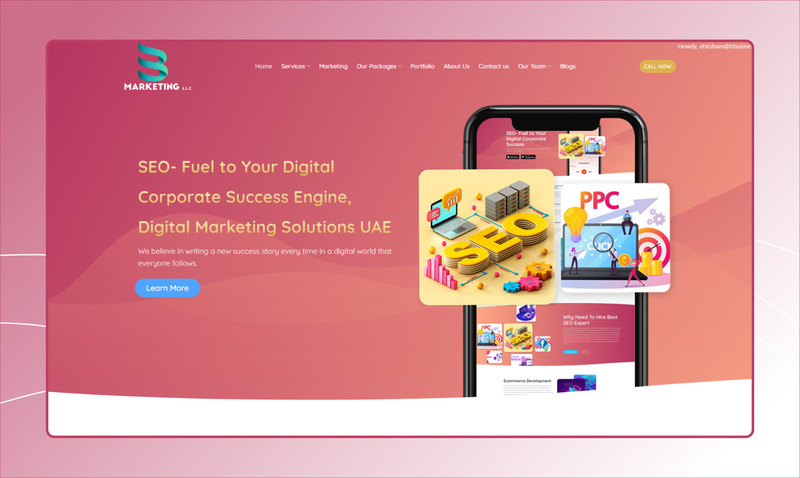 MARKETING LLC
Home Services Marketing Our Packages Portfolio About Us Contact us Our Team Blogs
Howdy, ehtisham@bbuisne
CALL NOW
SEO- Fuel to Your Digital
Corporate Success Engine,
Digital Marketing Solutions UAE
We believe in writing a new success story every time in a digital world that
everyone follows.
Learn More
SEO- Fuel to Your
Digital Corporate
Success
SEO
PPC
CLICK
Why Need To Hire Best
SEO Expert
PPC
Ecommerce Development